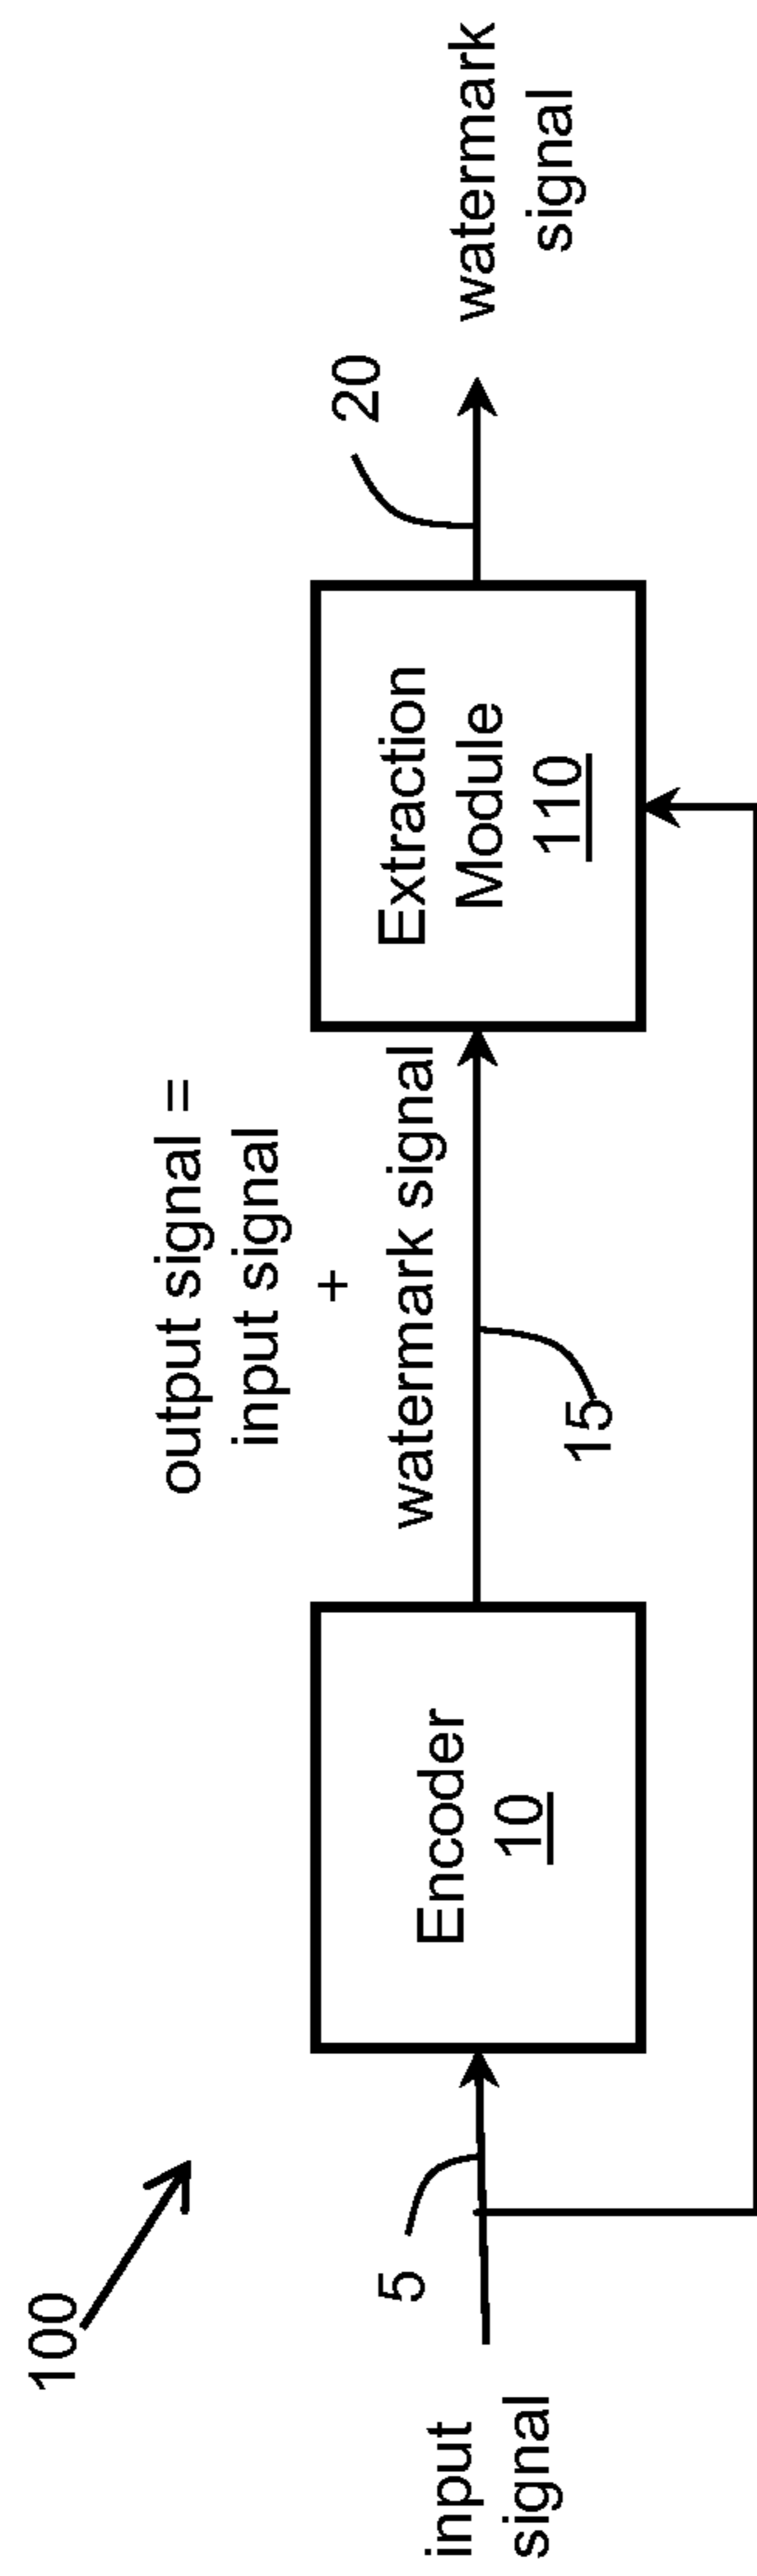 100
input
signal
5
Encoder
10
output signal =
input signal
+
watermark signal
15
Extraction
Module
110
20
watermark
signal